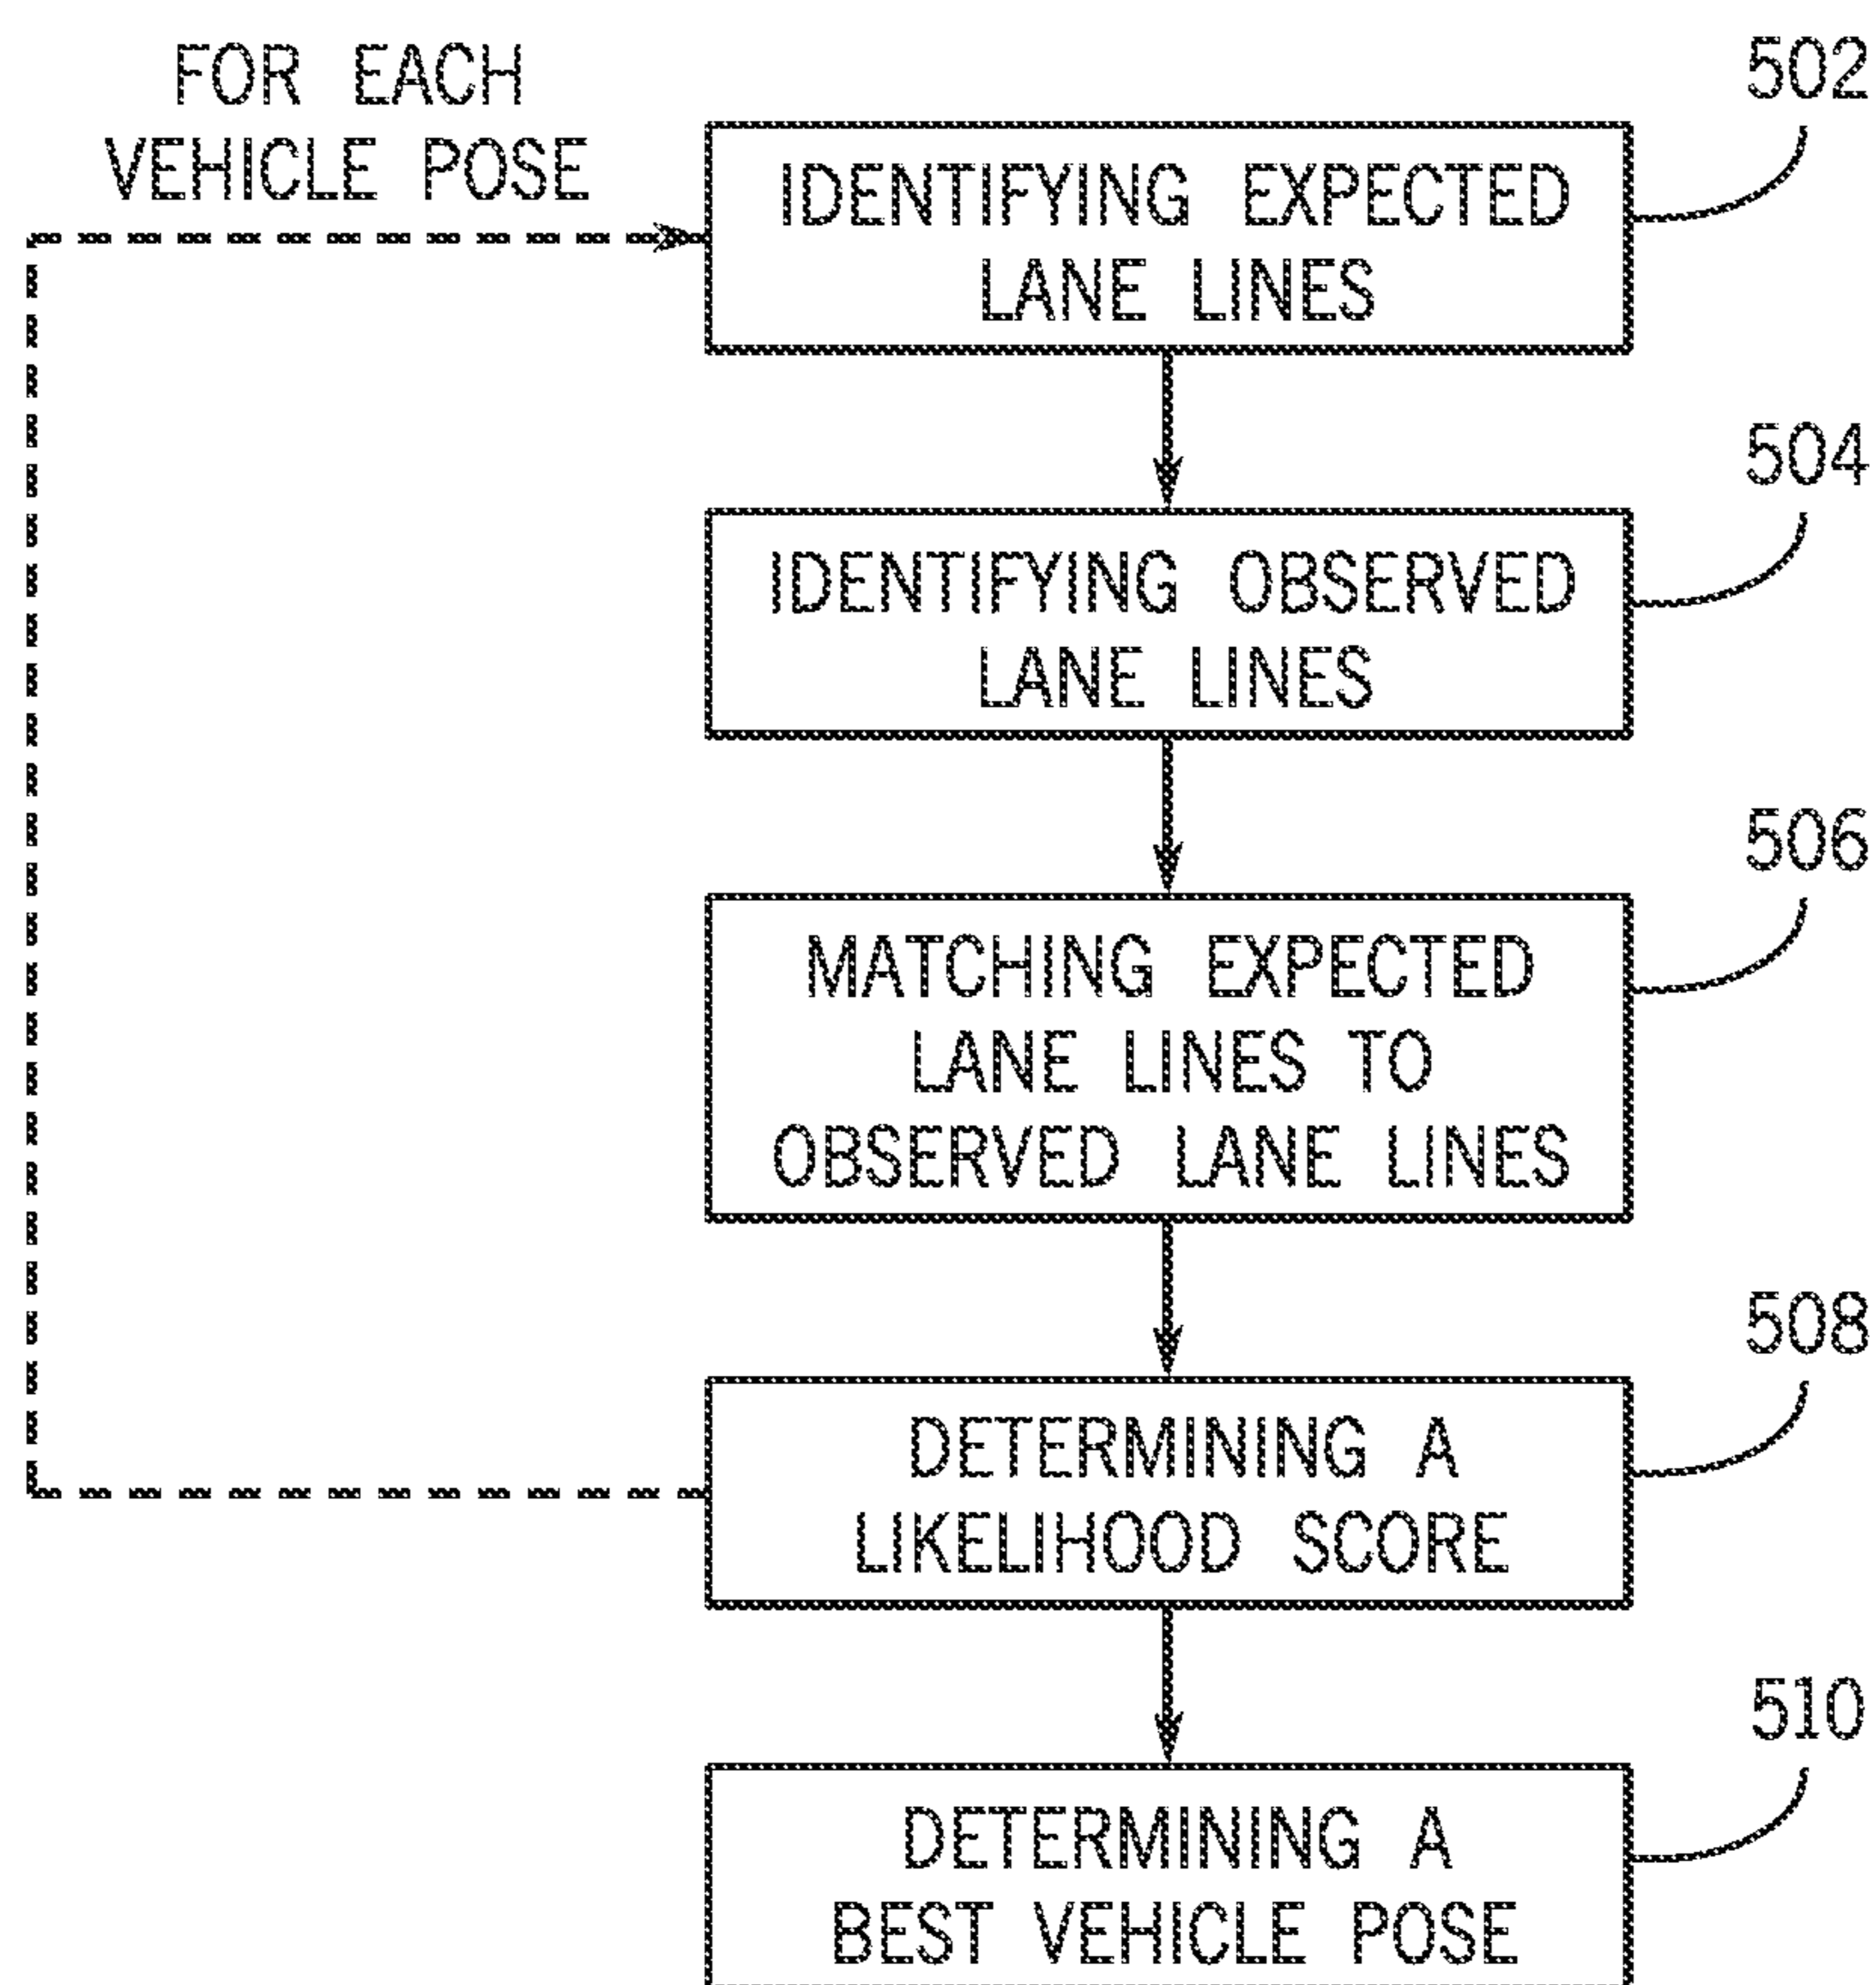 FOR EACH
VEHICLE POSE
502
IDENTIFYING EXPECTED
LANE LINES
504
IDENTIFYING OBSERVED
LANE LINES
506
MATCHING EXPECTED
LANE LINES TO
OBSERVED LANE LINES
508
DETERMINING A
LIKELIHOOD SCORE
510
DETERMINING A
BEST VEHICLE POSE